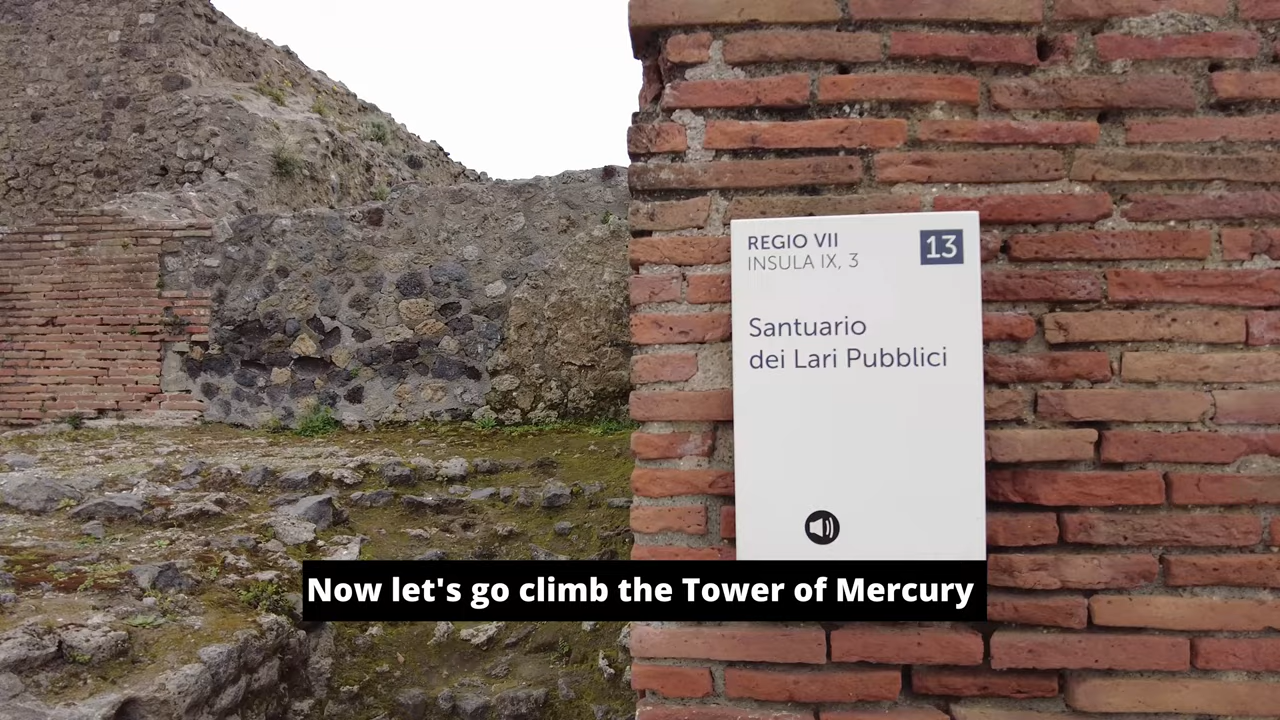 REGIO VII
INSULA IX, 3
13
Santuario
dei Lari Pubblici
Now let's go climb the Tower of Mercury